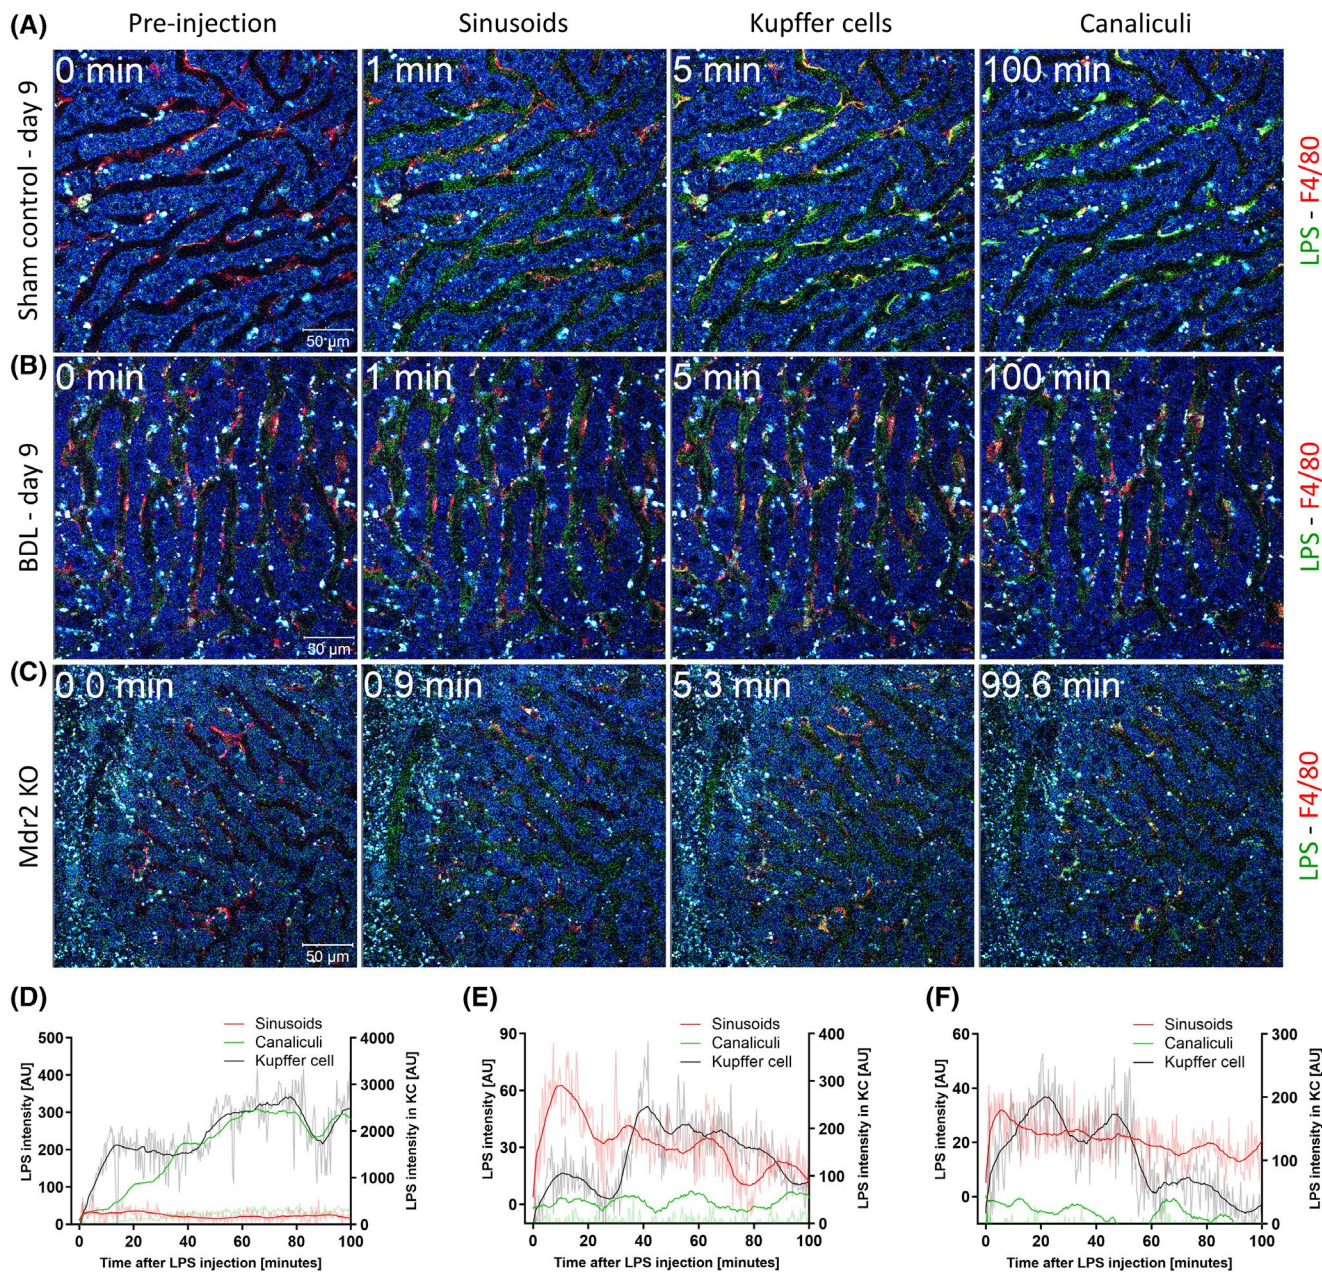 (A) Pre-injection Sinusoids Kupffer cells Canaliculi
Sham control - day 9
0 min 1 min 5 min 100 min
50 µm
LPS - F4/80
(B)
BDL - day 9
0 min 1 min 5 min 100 min
50 µm
LPS - F4/80
(C)
Mdr2 KO
0.0 min 0.9 min 5.3 min 99.6 min
50 µm
LPS - F4/80
(D)
Sinusoids
Canaliculi
Kupffer cell
LPS intensity [AU]
500
400
300
200
100
0
4000
3000
2000
1000
0
LPS intensity in KC [AU]
0 20 40 60 80 100
Time after LPS injection [minutes]
(E)
Sinusoids
Canaliculi
Kupffer cell
LPS intensity [AU]
90
60
30
0
400
300
200
100
0
LPS intensity in KC [AU]
0 20 40 60 80 100
Time after LPS injection [minutes]
(F)
Sinusoids
Canaliculi
Kupffer cell
LPS intensity [AU]
60
40
20
0
300
200
100
0
LPS intensity in KC [AU]
0 20 40 60 80 100
Time after LPS injection [minutes]